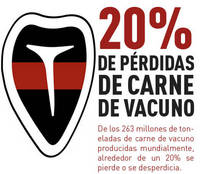 20%
DE PÉRDIDAS
DE CARNE
DE VACUNO
De los 263 millones de ton-
eladas de carne de vacuno
producidas mundialmente,
alrededor de un 20% se
pierde o se desperdicia.